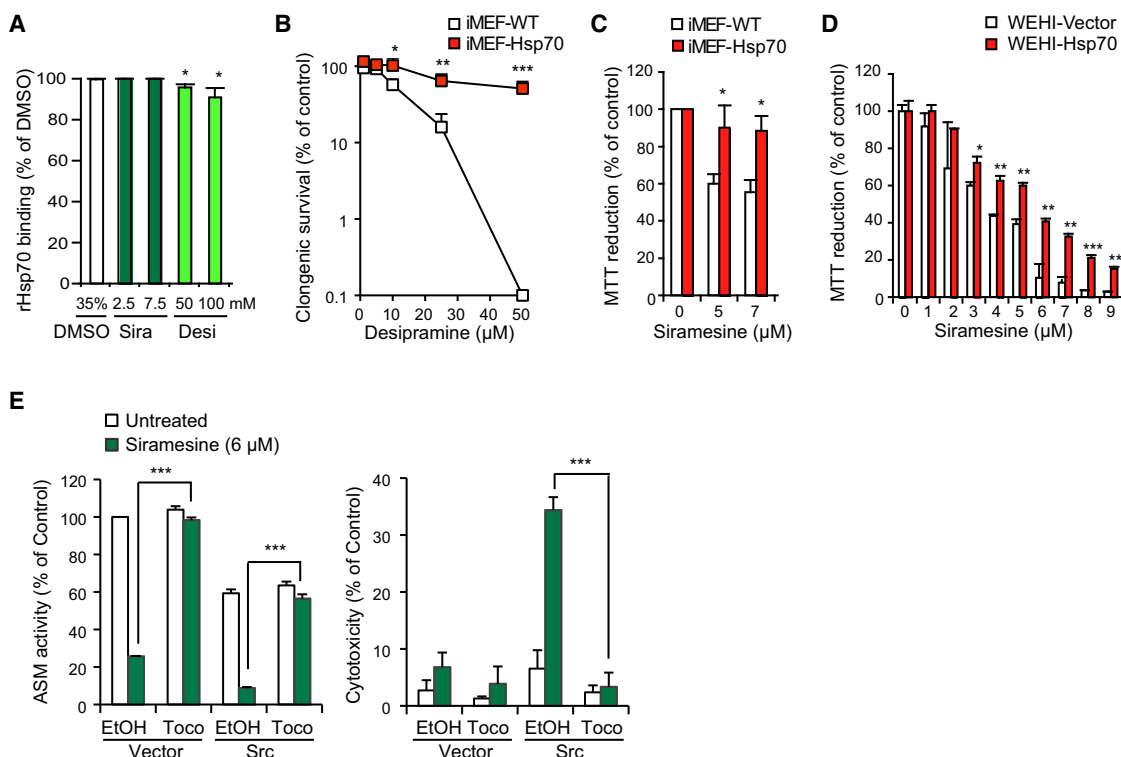 A
rHsp70 binding (% of DMSO)
100
80
60
40
20
0
* *
35% 2.5 7.5 50 100 mM
DMSO Sira Desi
B
iMEF-WT
iMEF-Hsp70
Clongenic survival (% of control)
100
10
1
0.1
* ** ***
0 10 20 30 40 50
Desipramine (µM)
C
iMEF-WT
iMEF-Hsp70
MTT reduction (% of control)
120
100
80
60
40
20
0
* *
0 5 7
Siramesine (µM)
D
WEHI-Vector
WEHI-Hsp70
MTT reduction (% of control)
120
100
80
60
40
20
0
* ** ** ** ** *** **
0 1 2 3 4 5 6 7 8 9
Siramesine (µM)
E
Untreated
Siramesine (6 µM)
ASM activity (% of Control)
120
100
80
60
40
20
0
***
***
EtOH Toco EtOH Toco
Vector Src
Cytotoxicity (% of Control)
40
30
20
10
0
***
EtOH Toco EtOH Toco
Vector Src